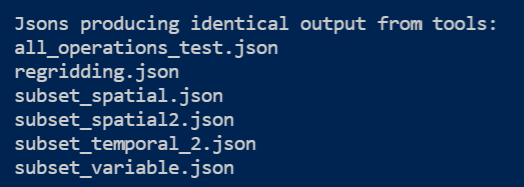 Jsons producing identical output from tools:
all_operations_test.json
regridding.json
subset_spatial.json
subset_spatial2.json
subset_temporal_2.json
subset_variable.json